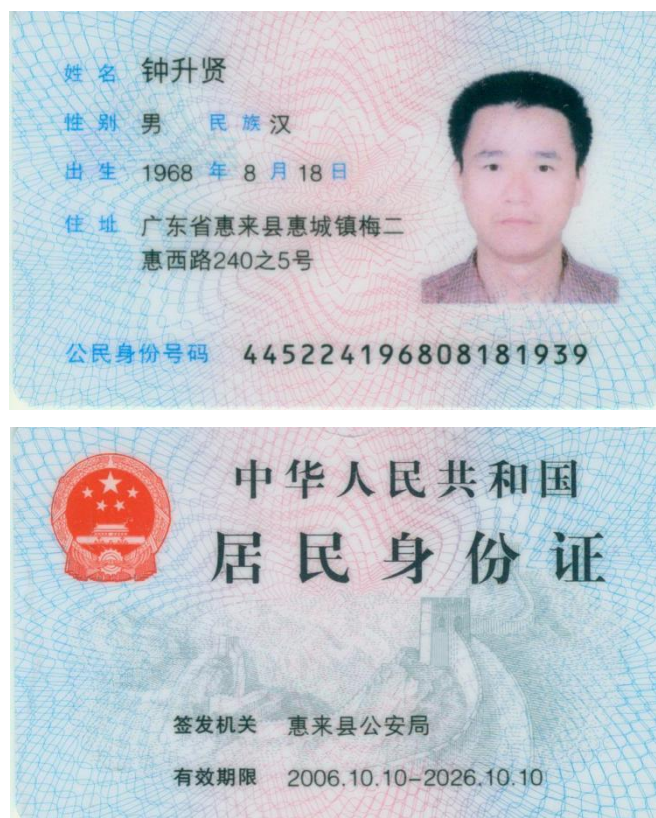 姓名 钟升贤
性别 男 民族 汉
出生 1968 年 8 月 18 日
住址 广东省惠来县惠城镇梅二
惠西路240之5号
公民身份号码 445224196808181939
中华人民共和国
居民身份证
签发机关 惠来县公安局
有效期限 2006.10.10-2026.10.10